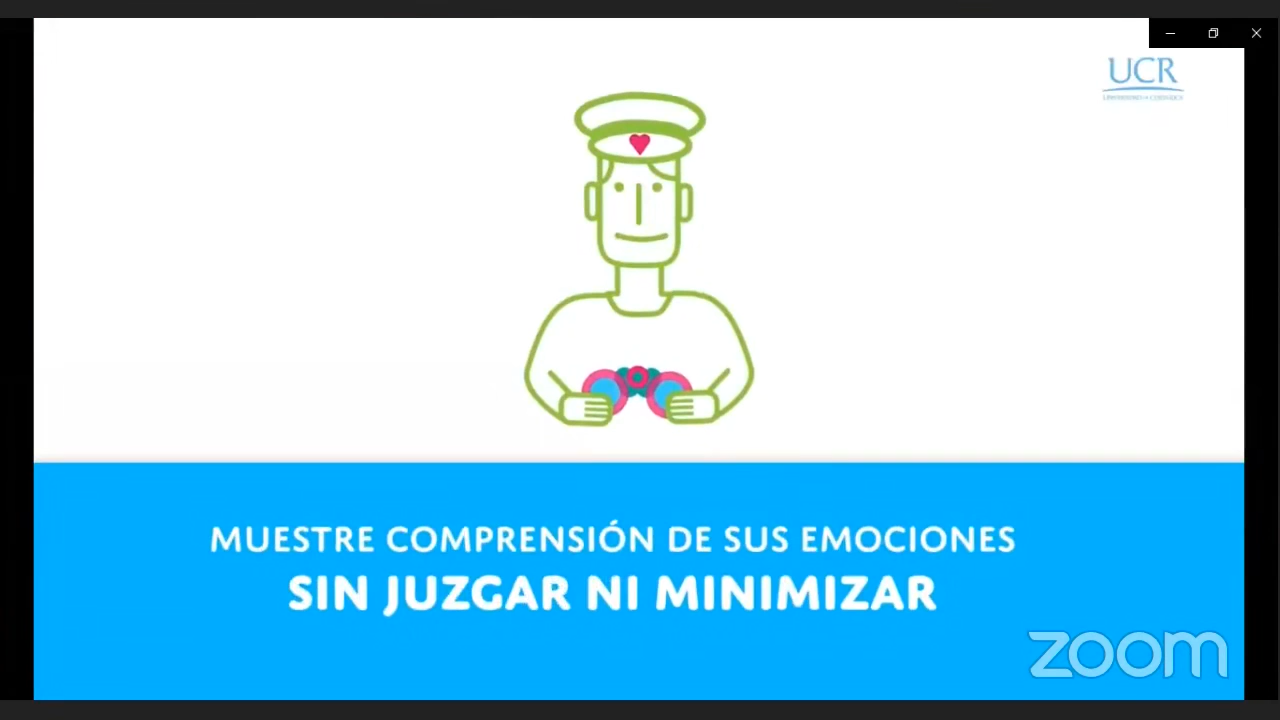 UCR
MUESTRE COMPRENSIÓN DE SUS EMOCIONES
SIN JUZGAR NI MINIMIZAR
zoom